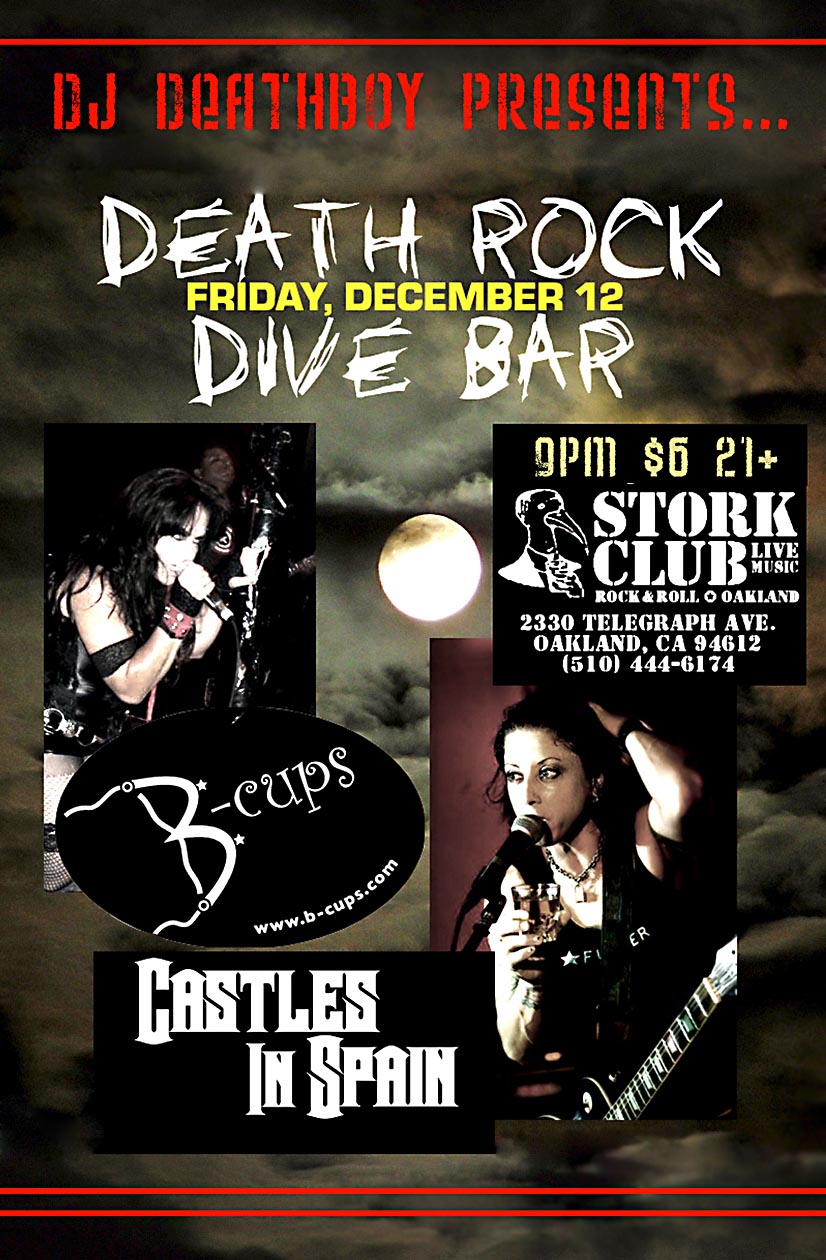 DJ DEATHBOY PRESENTS...
DEATH ROCK
FRIDAY, DECEMBER 12
DIVE BAR
9PM $6 21+
STORK
CLUB LIVE MUSIC
ROCK & ROLL ✪ OAKLAND
2330 TELEGRAPH AVE.
OAKLAND, CA 94612
(510) 444-6174
B-cups
www.b-cups.com
CASTLES
IN SPAIN